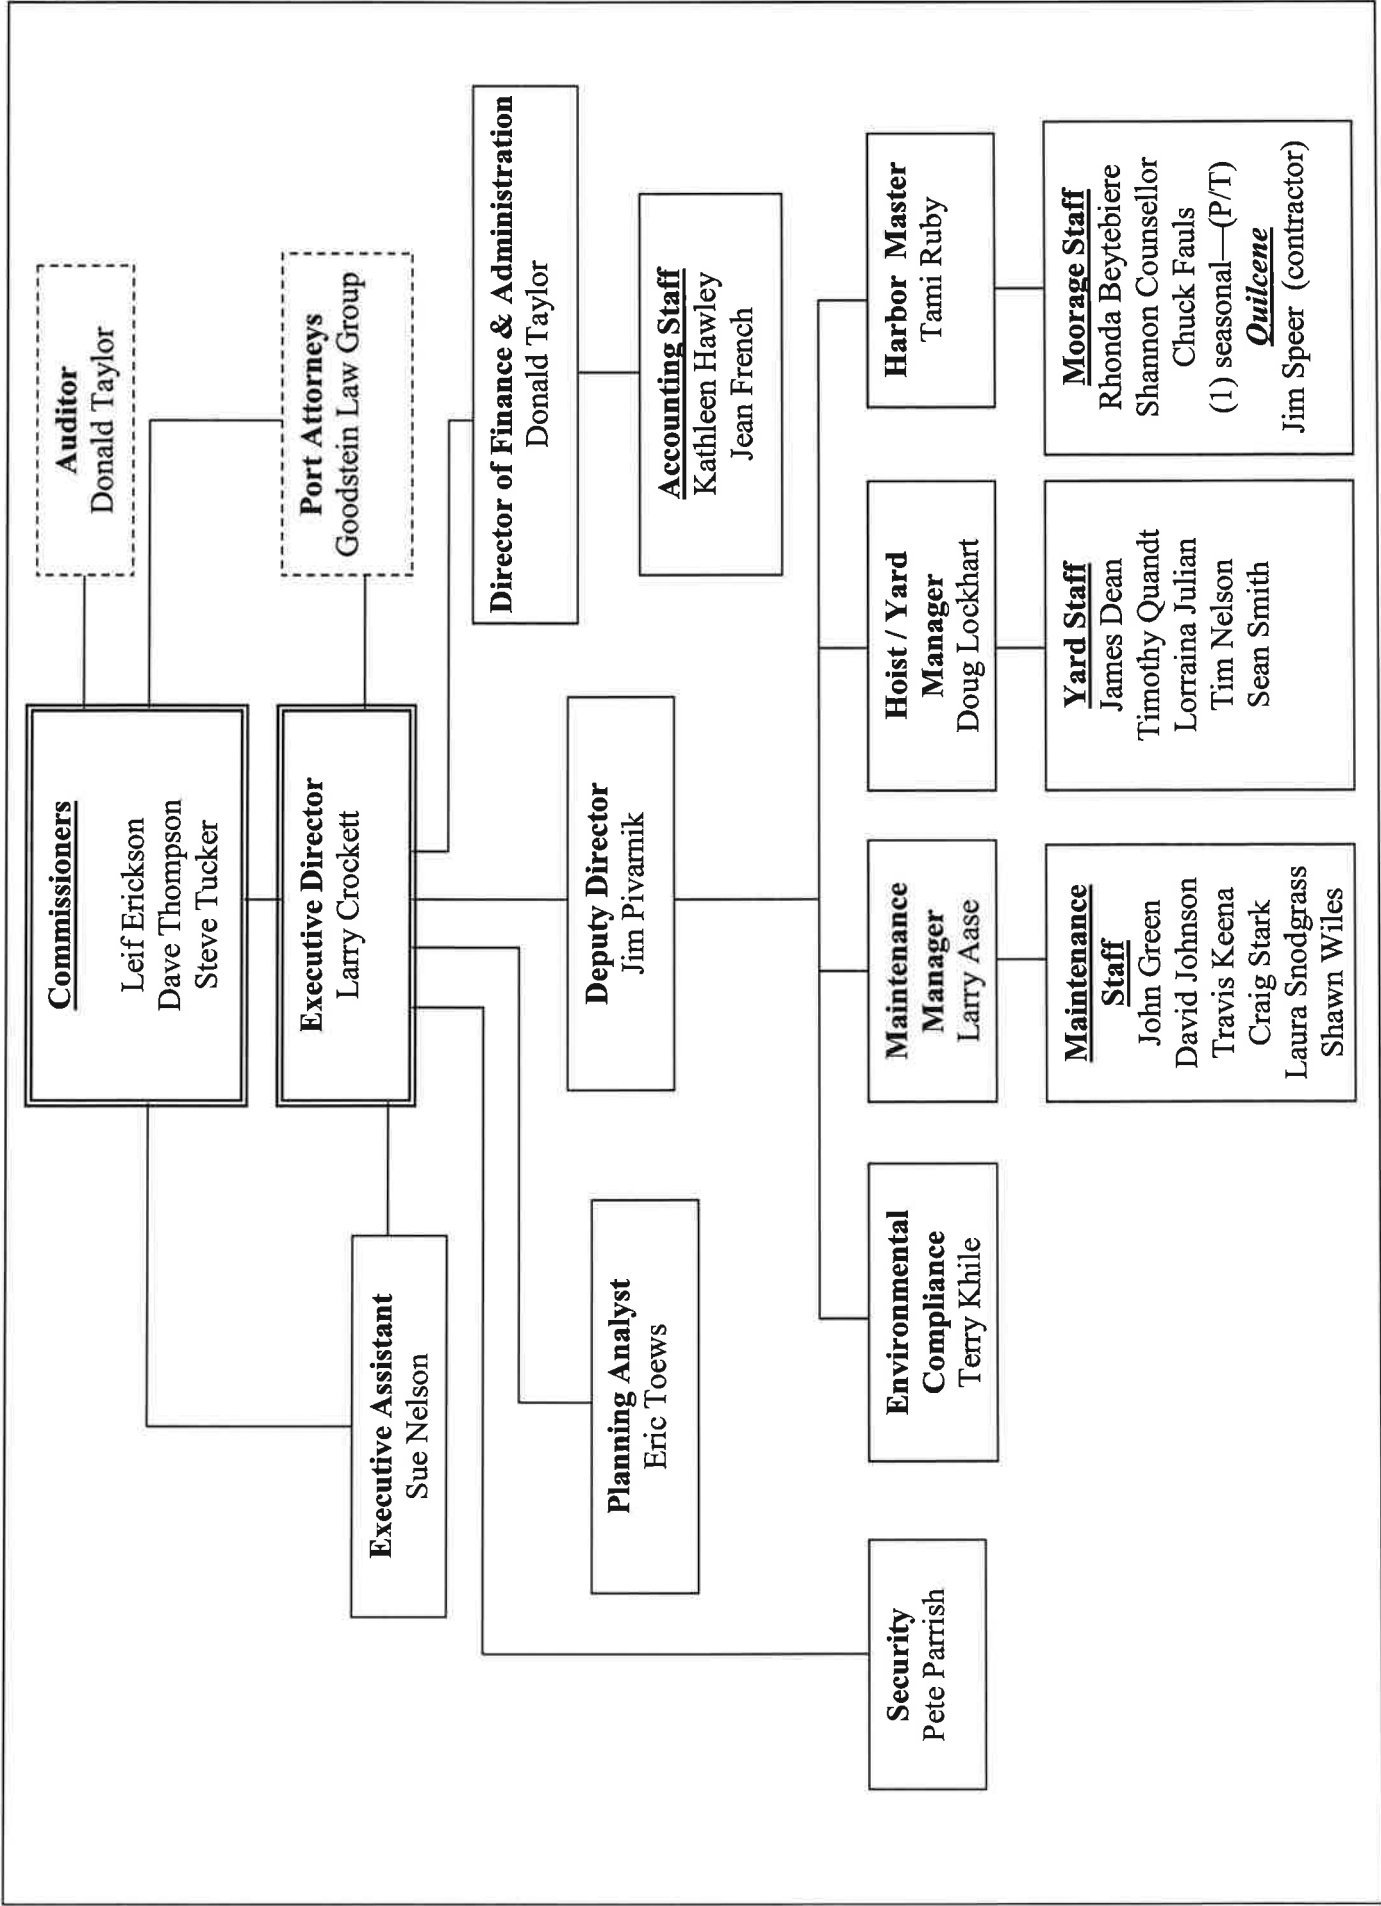 Commissioners
Leif Erickson
Dave Thompson
Steve Tucker
Auditor
Donald Taylor
Executive Director
Larry Crockett
Port Attorneys
Goodstein Law Group
Executive Assistant
Sue Nelson
Director of Finance & Administration
Donald Taylor
Deputy Director
Jim Pivarnik
Planning Analyst
Eric Toews
Accounting Staff
Kathleen Hawley
Jean French
Security
Pete Parrish
Environmental
Compliance
Terry Khile
Maintenance
Manager
Larry Aase
Hoist / Yard
Manager
Doug Lockhart
Harbor Master
Tami Ruby
Maintenance
Staff
John Green
David Johnson
Travis Keena
Craig Stark
Laura Snodgrass
Shawn Wiles
Yard Staff
James Dean
Timothy Quandt
Lorraina Julian
Tim Nelson
Sean Smith
Moorage Staff
Rhonda Beytebiere
Shannon Counsellor
Chuck Fauls
(1) seasonal—(P/T)
Quilcene
Jim Speer (contractor)